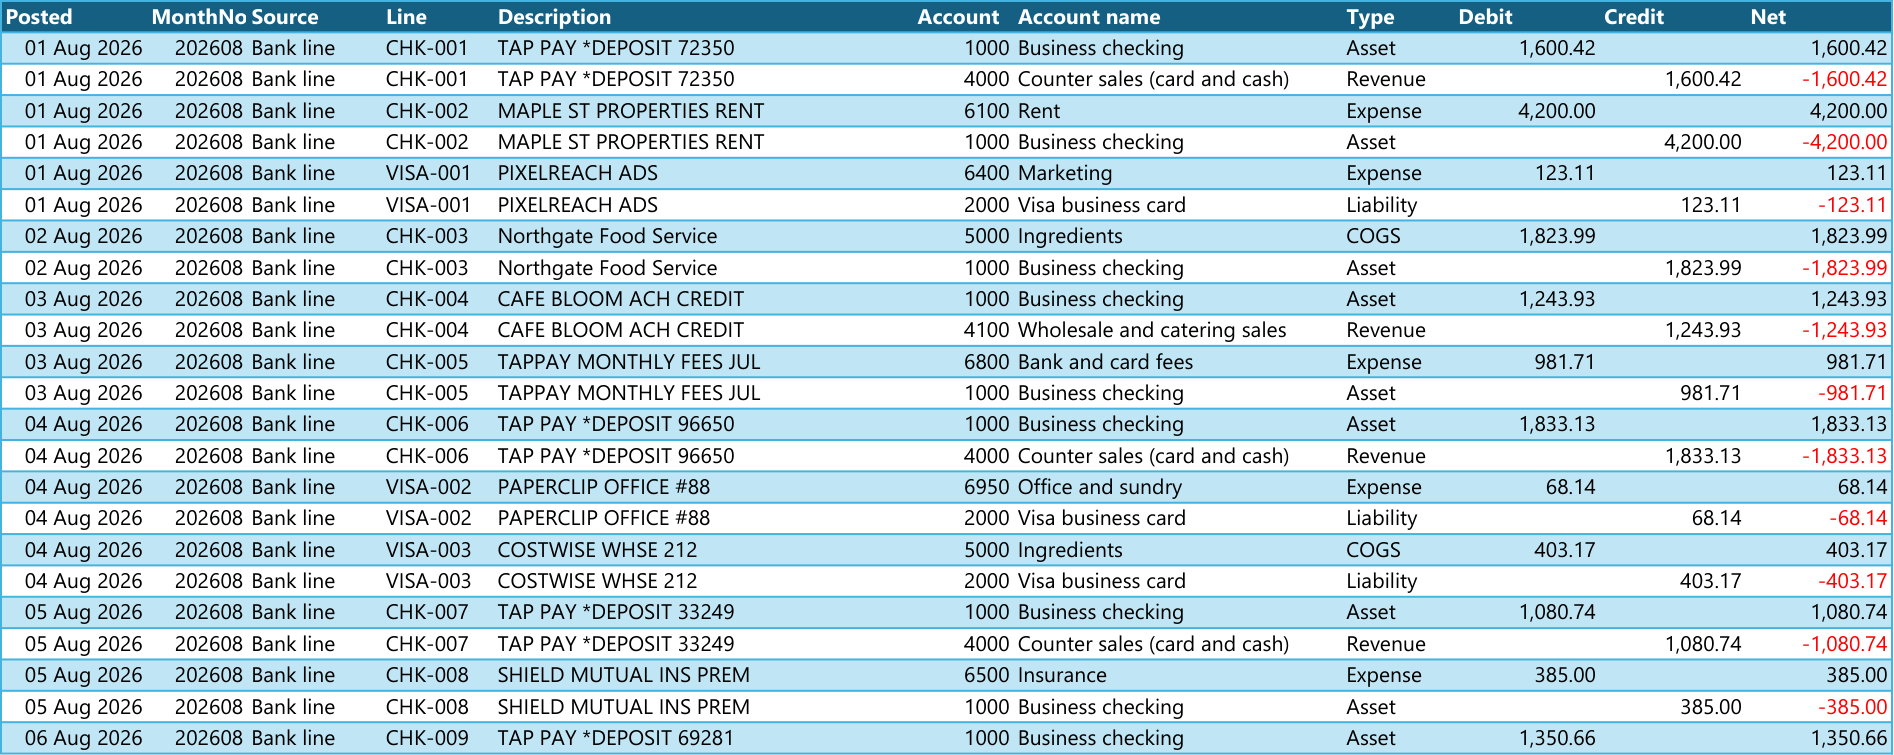 Posted MonthNo Source Line Description Account Account name Type Debit Credit Net
01 Aug 2026 202608 Bank line CHK-001 TAP PAY *DEPOSIT 72350 1000 Business checking Asset 1,600.42 1,600.42
01 Aug 2026 202608 Bank line CHK-001 TAP PAY *DEPOSIT 72350 4000 Counter sales (card and cash) Revenue 1,600.42 -1,600.42
01 Aug 2026 202608 Bank line CHK-002 MAPLE ST PROPERTIES RENT 6100 Rent Expense 4,200.00 4,200.00
01 Aug 2026 202608 Bank line CHK-002 MAPLE ST PROPERTIES RENT 1000 Business checking Asset 4,200.00 -4,200.00
01 Aug 2026 202608 Bank line VISA-001 PIXELREACH ADS 6400 Marketing Expense 123.11 123.11
01 Aug 2026 202608 Bank line VISA-001 PIXELREACH ADS 2000 Visa business card Liability 123.11 -123.11
02 Aug 2026 202608 Bank line CHK-003 Northgate Food Service 5000 Ingredients COGS 1,823.99 1,823.99
02 Aug 2026 202608 Bank line CHK-003 Northgate Food Service 1000 Business checking Asset 1,823.99 -1,823.99
03 Aug 2026 202608 Bank line CHK-004 CAFE BLOOM ACH CREDIT 1000 Business checking Asset 1,243.93 1,243.93
03 Aug 2026 202608 Bank line CHK-004 CAFE BLOOM ACH CREDIT 4100 Wholesale and catering sales Revenue 1,243.93 -1,243.93
03 Aug 2026 202608 Bank line CHK-005 TAPPAY MONTHLY FEES JUL 6800 Bank and card fees Expense 981.71 981.71
03 Aug 2026 202608 Bank line CHK-005 TAPPAY MONTHLY FEES JUL 1000 Business checking Asset 981.71 -981.71
04 Aug 2026 202608 Bank line CHK-006 TAP PAY *DEPOSIT 96650 1000 Business checking Asset 1,833.13 1,833.13
04 Aug 2026 202608 Bank line CHK-006 TAP PAY *DEPOSIT 96650 4000 Counter sales (card and cash) Revenue 1,833.13 -1,833.13
04 Aug 2026 202608 Bank line VISA-002 PAPERCLIP OFFICE #88 6950 Office and sundry Expense 68.14 68.14
04 Aug 2026 202608 Bank line VISA-002 PAPERCLIP OFFICE #88 2000 Visa business card Liability 68.14 -68.14
04 Aug 2026 202608 Bank line VISA-003 COSTWISE WHSE 212 5000 Ingredients COGS 403.17 403.17
04 Aug 2026 202608 Bank line VISA-003 COSTWISE WHSE 212 2000 Visa business card Liability 403.17 -403.17
05 Aug 2026 202608 Bank line CHK-007 TAP PAY *DEPOSIT 33249 1000 Business checking Asset 1,080.74 1,080.74
05 Aug 2026 202608 Bank line CHK-007 TAP PAY *DEPOSIT 33249 4000 Counter sales (card and cash) Revenue 1,080.74 -1,080.74
05 Aug 2026 202608 Bank line CHK-008 SHIELD MUTUAL INS PREM 6500 Insurance Expense 385.00 385.00
05 Aug 2026 202608 Bank line CHK-008 SHIELD MUTUAL INS PREM 1000 Business checking Asset 385.00 -385.00
06 Aug 2026 202608 Bank line CHK-009 TAP PAY *DEPOSIT 69281 1000 Business checking Asset 1,350.66 1,350.66